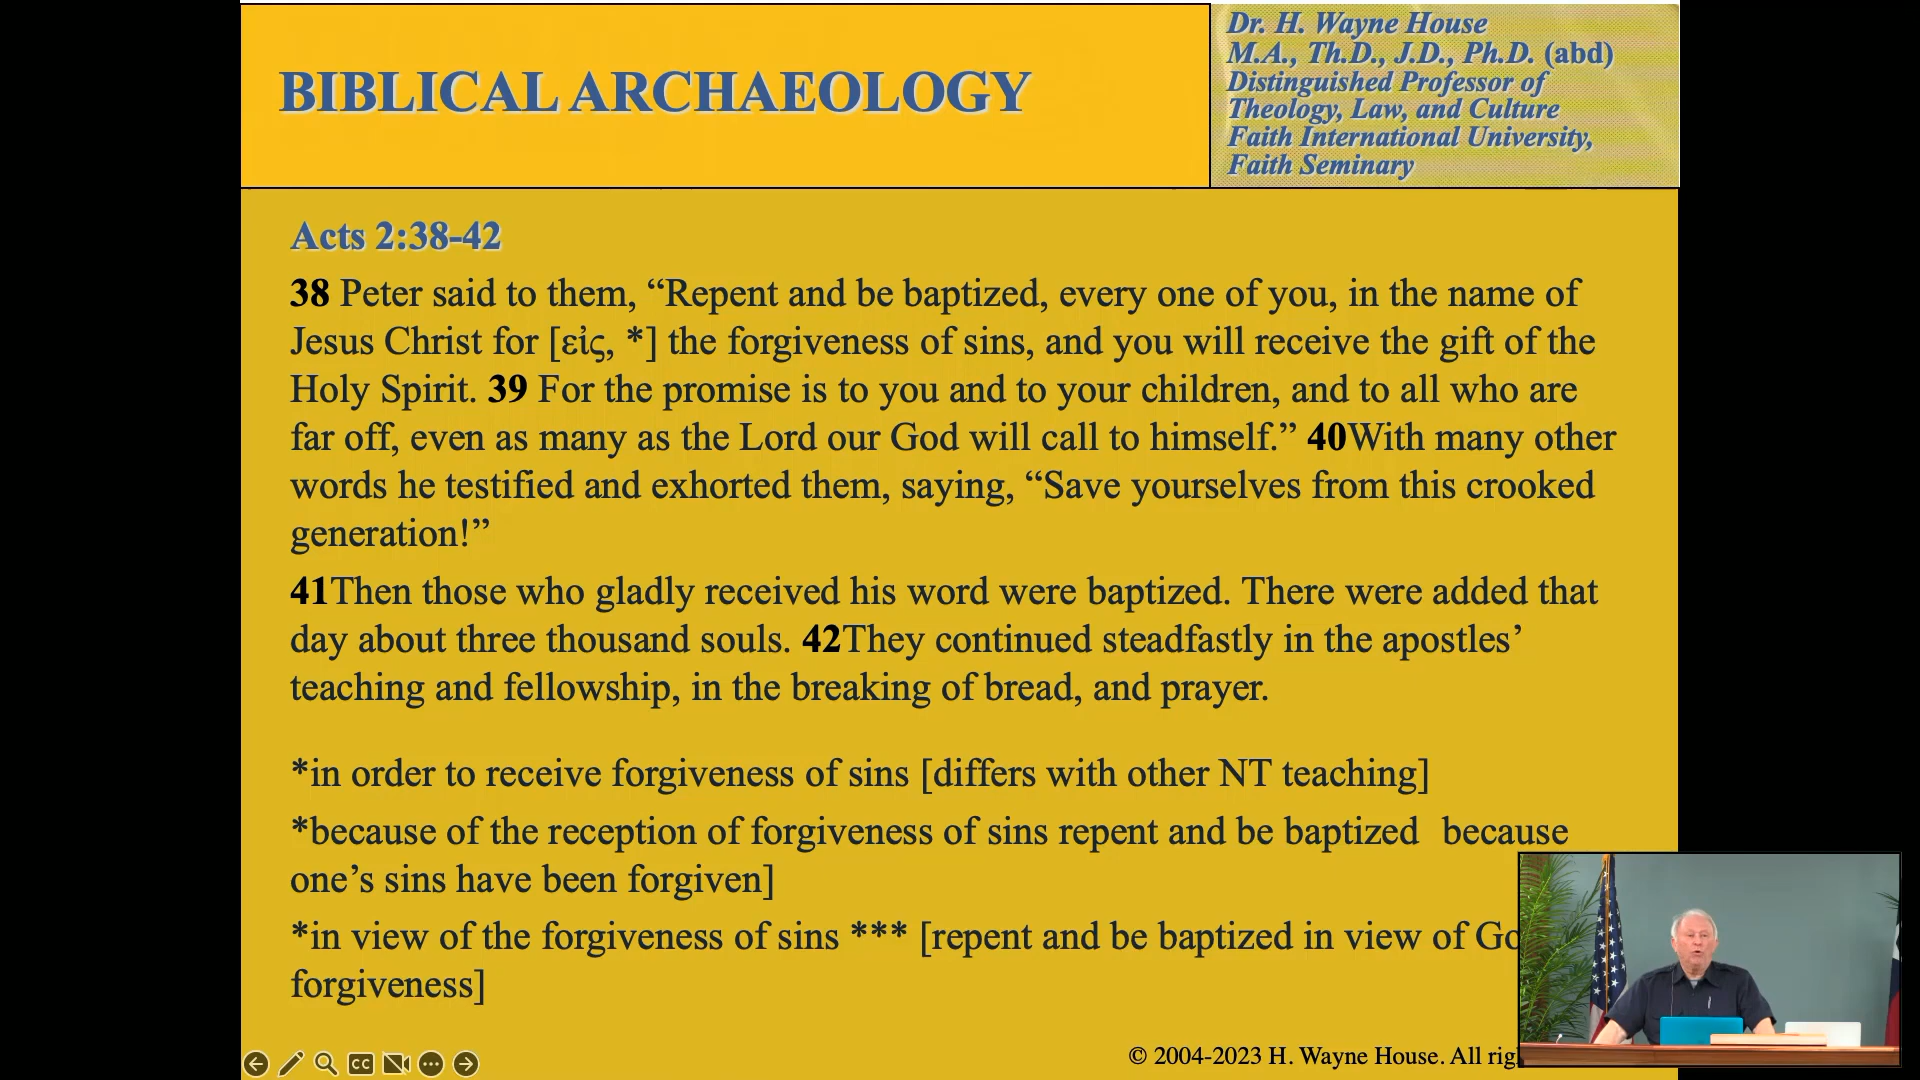 BIBLICAL ARCHAEOLOGY
Dr. H. Wayne House
M.A., Th.D., J.D., Ph.D. (abd)
Distinguished Professor of
Theology, Law, and Culture
Faith International University,
Faith Seminary
Acts 2:38-42
38 Peter said to them, “Repent and be baptized, every one of you, in the name of
Jesus Christ for [εἰς, *] the forgiveness of sins, and you will receive the gift of the
Holy Spirit. 39 For the promise is to you and to your children, and to all who are
far off, even as many as the Lord our God will call to himself.” 40With many other
words he testified and exhorted them, saying, “Save yourselves from this crooked
generation!”
41Then those who gladly received his word were baptized. There were added that
day about three thousand souls. 42They continued steadfastly in the apostles’
teaching and fellowship, in the breaking of bread, and prayer.
*in order to receive forgiveness of sins [differs with other NT teaching]
*because of the reception of forgiveness of sins repent and be baptized  because
one’s sins have been forgiven]
*in view of the forgiveness of sins *** [repent and be baptized in view of
forgiveness]
CC
© 2004-2023 H. Wayne House. All